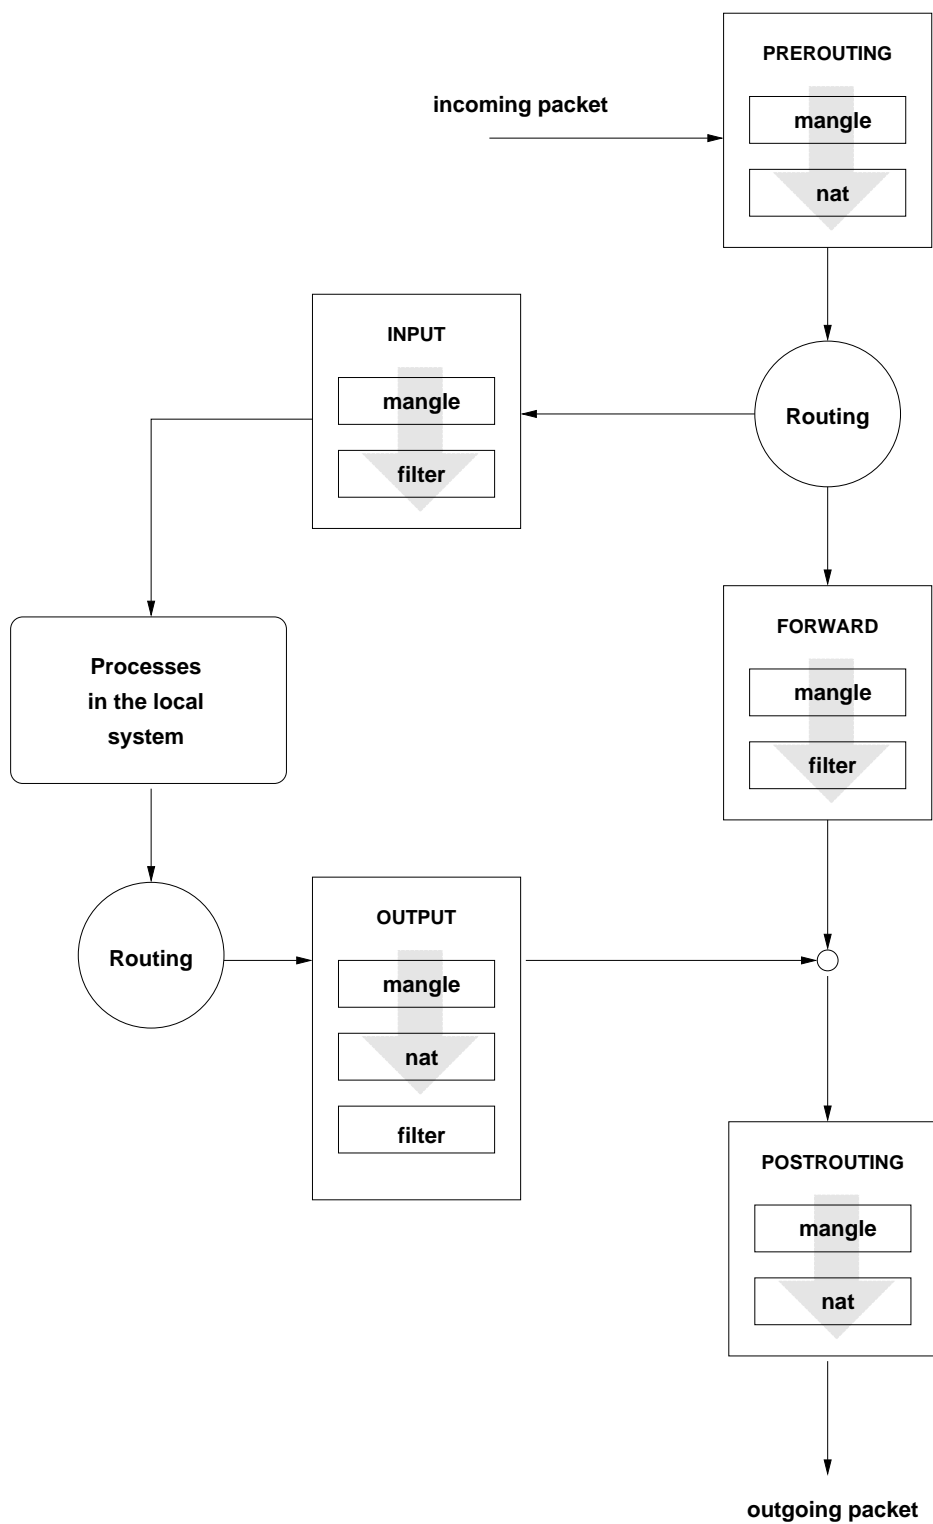 PREROUTING
incoming packet
mangle
nat
INPUT
mangle
filter
Routing
Processes
in the local
system
FORWARD
mangle
filter
Routing
OUTPUT
mangle
nat
filter
POSTROUTING
mangle
nat
outgoing packet